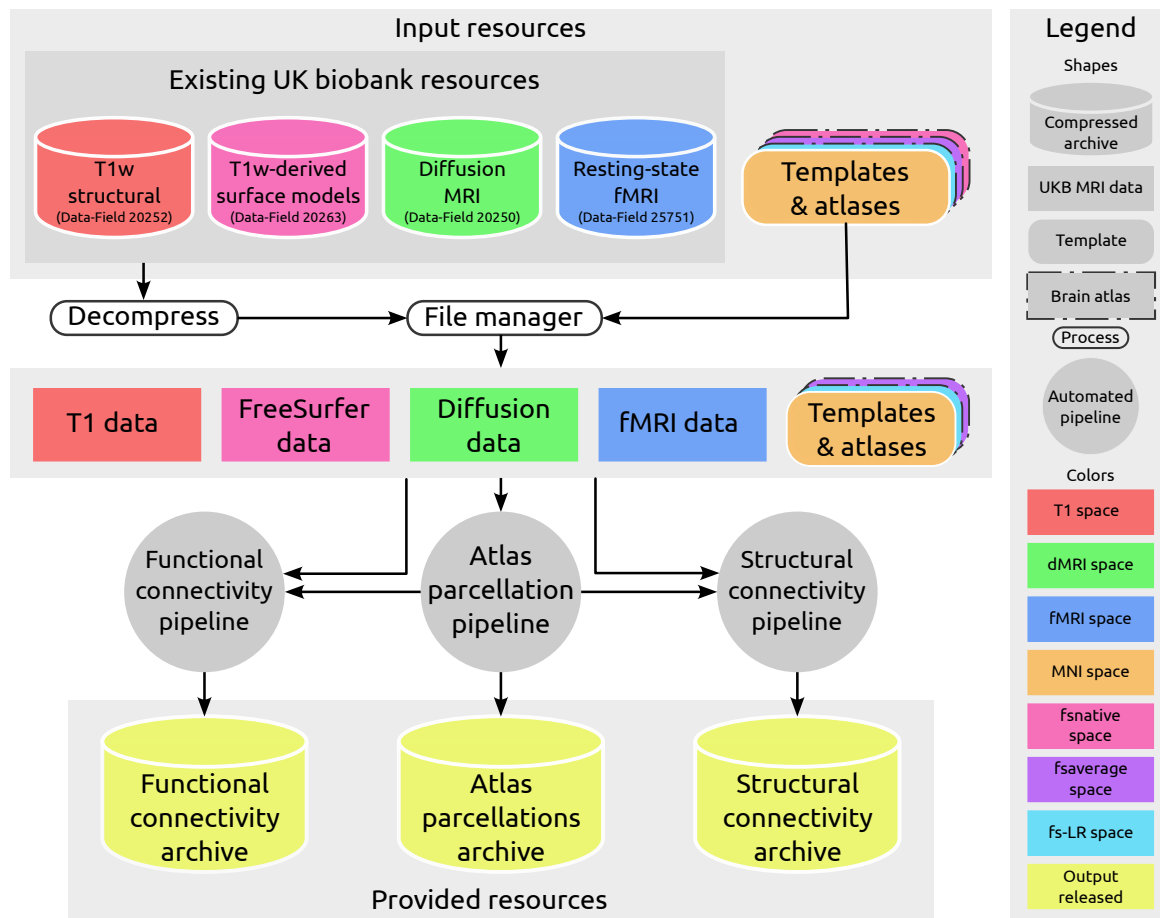 Input resources
Existing UK biobank resources
T1w
structural
(Data-Field 20252)
T1w-derived
surface models
(Data-Field 20263)
Diffusion
MRI
(Data-Field 20250)
Resting-state
fMRI
(Data-Field 25751)
Templates
& atlases
Decompress
File manager
T1 data
FreeSurfer
data
Diffusion
data
fMRI data
Templates
& atlases
Functional
connectivity
pipeline
Atlas
parcellation
pipeline
Structural
connectivity
pipeline
Functional
connectivity
archive
Atlas
parcellations
archive
Structural
connectivity
archive
Provided resources
Legend
Shapes
Compressed
archive
UKB MRI data
Template
Brain atlas
Process
Automated
pipeline
Colors
T1 space
dMRI space
fMRI space
MNI space
fsnative
space
fsaverage
space
fs-LR space
Output
released